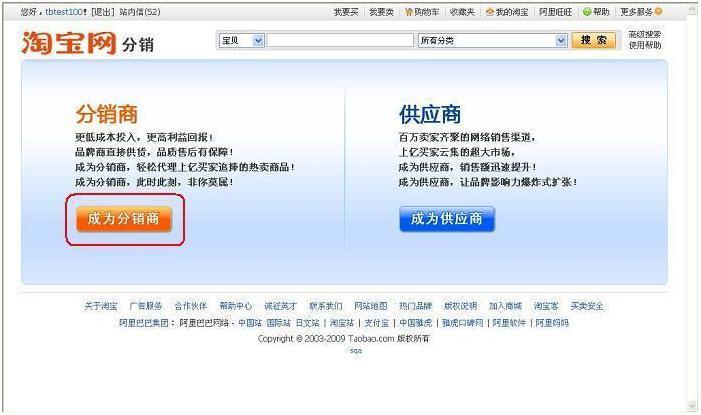 您好，tbtest100! [退出] 站内信(52)
我要买 | 我要卖 | 购物车 | 收藏夹 | 我的淘宝 | 阿里旺旺 | 帮助 | 更多服务
淘宝网 分销
宝贝 所有分类 搜 索
高级搜索
使用帮助
分销商
更低成本投入，更高利益回报！
品牌商直接供货，品质售后有保障！
成为分销商，轻松代理上亿买家追捧的热卖商品！
成为分销商，此时此刻，非你莫属！
成为分销商
供应商
百万卖家齐聚的网络销售渠道，
上亿买家云集的超大市场，
成为供应商，销售额迅速提升！
成为供应商，让品牌影响力爆炸式扩张！
成为供应商
关于淘宝 广告服务 合作伙伴 帮助中心 诚征英才 联系我们 网站地图 热门品牌 版权说明 加入商城 淘宝客 买卖安全
阿里巴巴集团： 阿里巴巴网络 - 中国站 国际站 日文站 | 淘宝站 | 支付宝 | 中国雅虎 | 雅虎口碑网 | 阿里软件 | 阿里妈妈
Copyright © 2003-2009 Taobao.com 版权所有
sqa